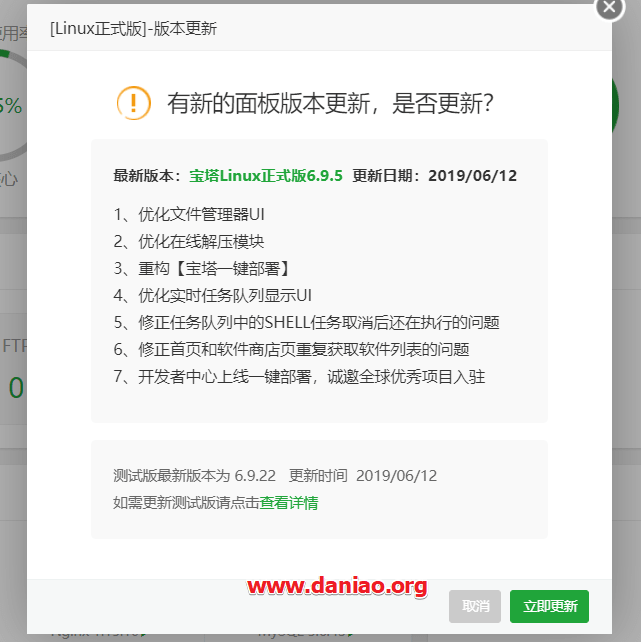 [Linux正式版]-版本更新
使用率
有新的面板版本更新，是否更新?
5%
最新版本：宝塔Linux正式版6.9.5 更新日期：2019/06/12
核心
1、优化文件管理器UI
2、优化在线解压模块
3、重构【宝塔一键部署】
4、优化实时任务队列显示UI
5、修正任务队列中的SHELL任务取消后还在执行的问题
FTP
6、修正首页和软件商店页重复获取软件列表的问题
7、开发者中心上线一键部署，诚邀全球优秀项目入驻
0
测试版最新版本为 6.9.22 更新时间 2019/06/12
如需更新测试版请点击查看详情
www.daniao.org
取消 立即更新